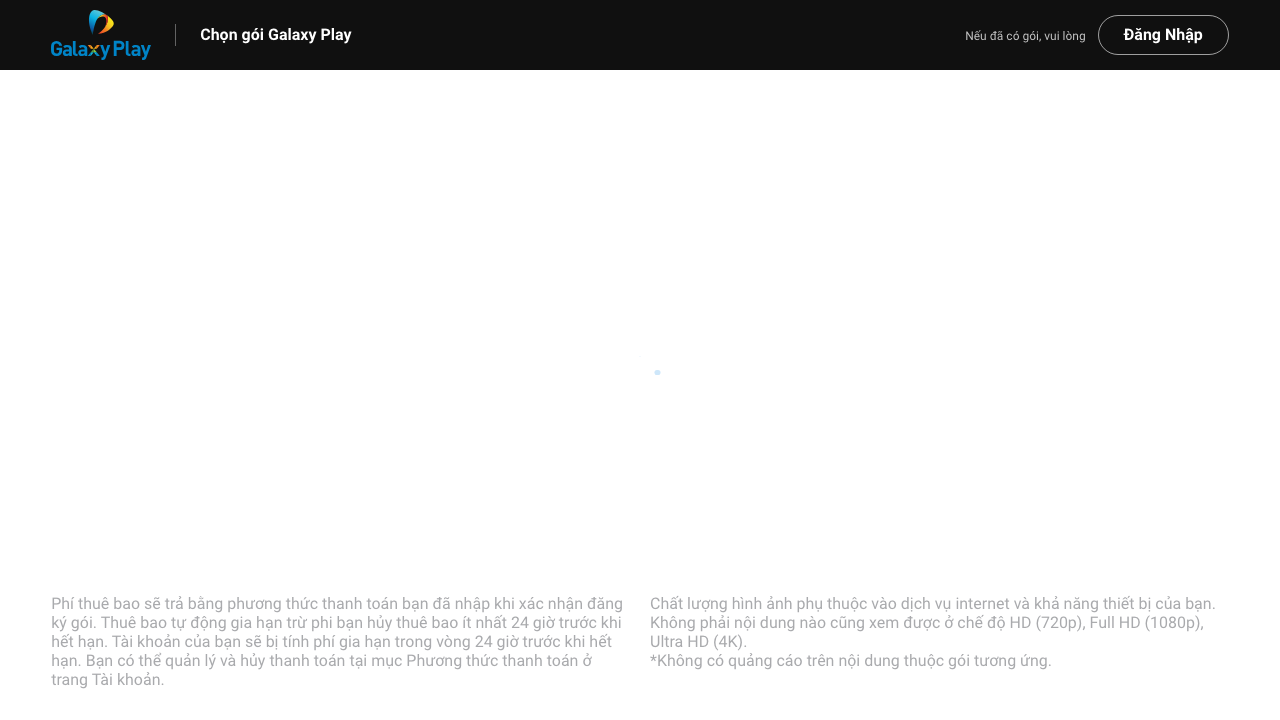 Galaxy Play
Chọn gói Galaxy Play
Nếu đã có gói, vui lòng
Đăng Nhập
Phí thuê bao sẽ trả bằng phương thức thanh toán bạn đã nhập khi xác nhận đăng
ký gói. Thuê bao tự động gia hạn trừ phi bạn hủy thuê bao ít nhất 24 giờ trước khi
hết hạn. Tài khoản của bạn sẽ bị tính phí gia hạn trong vòng 24 giờ trước khi hết
hạn. Bạn có thể quản lý và hủy thanh toán tại mục Phương thức thanh toán ở
trang Tài khoản.
Chất lượng hình ảnh phụ thuộc vào dịch vụ internet và khả năng thiết bị của bạn.
Không phải nội dung nào cũng xem được ở chế độ HD (720p), Full HD (1080p),
Ultra HD (4K).
*Không có quảng cáo trên nội dung thuộc gói tương ứng.